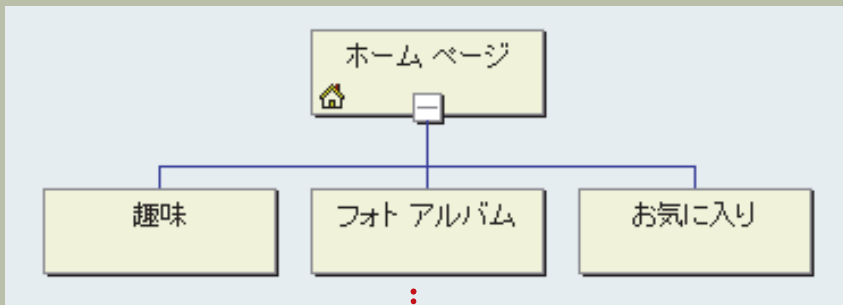 ホーム ページ
趣味
フォト アルバム
お気に入り